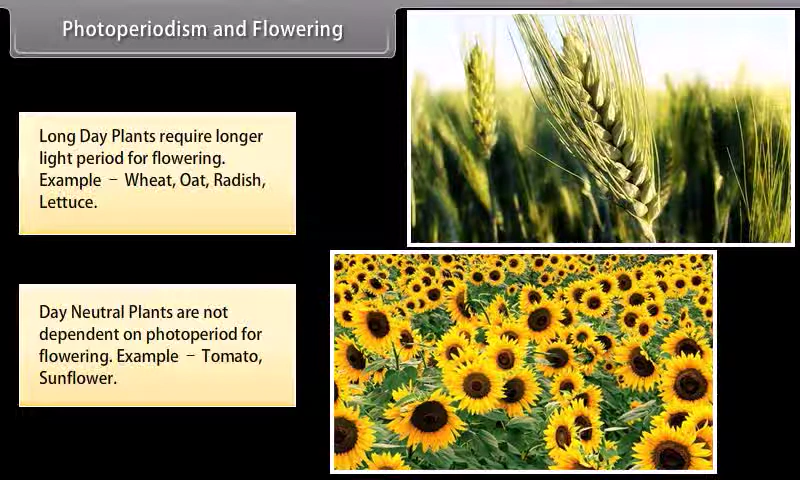 Photoperiodism and Flowering
Long Day Plants require longer
light period for flowering.
Example – Wheat, Oat, Radish,
Lettuce.
Day Neutral Plants are not
dependent on photoperiod for
flowering. Example – Tomato,
Sunflower.